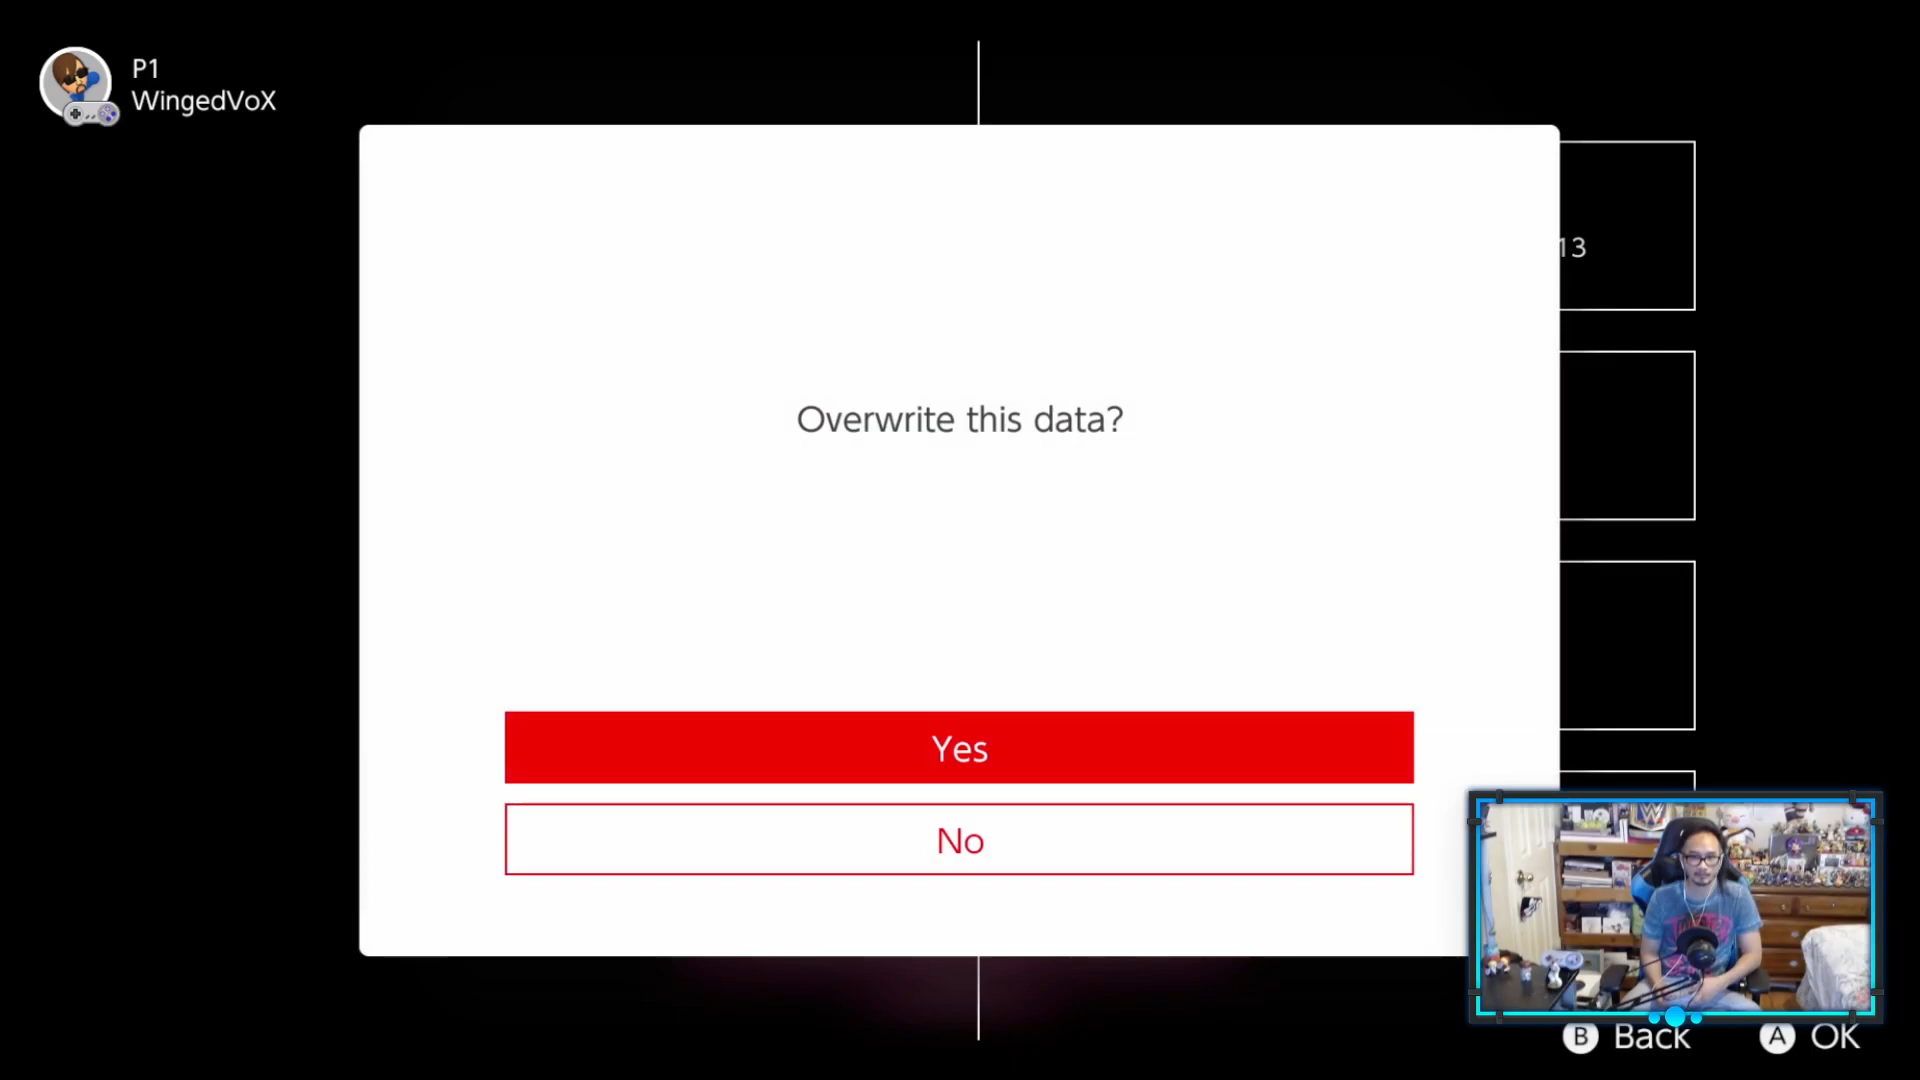 P1
WingedVoX
13
Overwrite this data?
Yes
No
B Back A OK